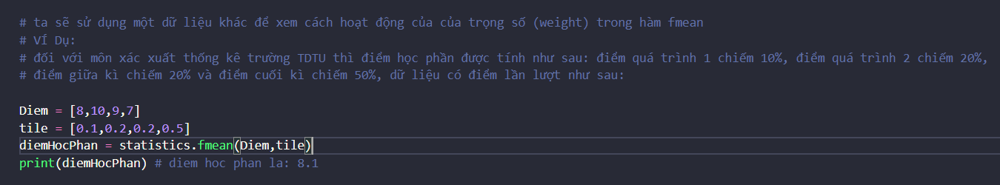 # ta sẽ sử dụng một dữ liệu khác để xem cách hoạt động của của trọng số (weight) trong hàm fmean
# VÍ Dụ:
# đối với môn xác xuất thống kê trường TDTU thì điểm học phần được tính như sau: điểm quá trình 1 chiếm 10%, điểm quá trình 2 chiếm 20%,
# điểm giữa kì chiếm 20% và điểm cuối kì chiếm 50%, dữ liệu có điểm lần lượt như sau:
Diem = [8,10,9,7]
tile = [0.1,0.2,0.2,0.5]
diemHocPhan = statistics.fmean(Diem,tile)
print(diemHocPhan) # diem hoc phan la: 8.1